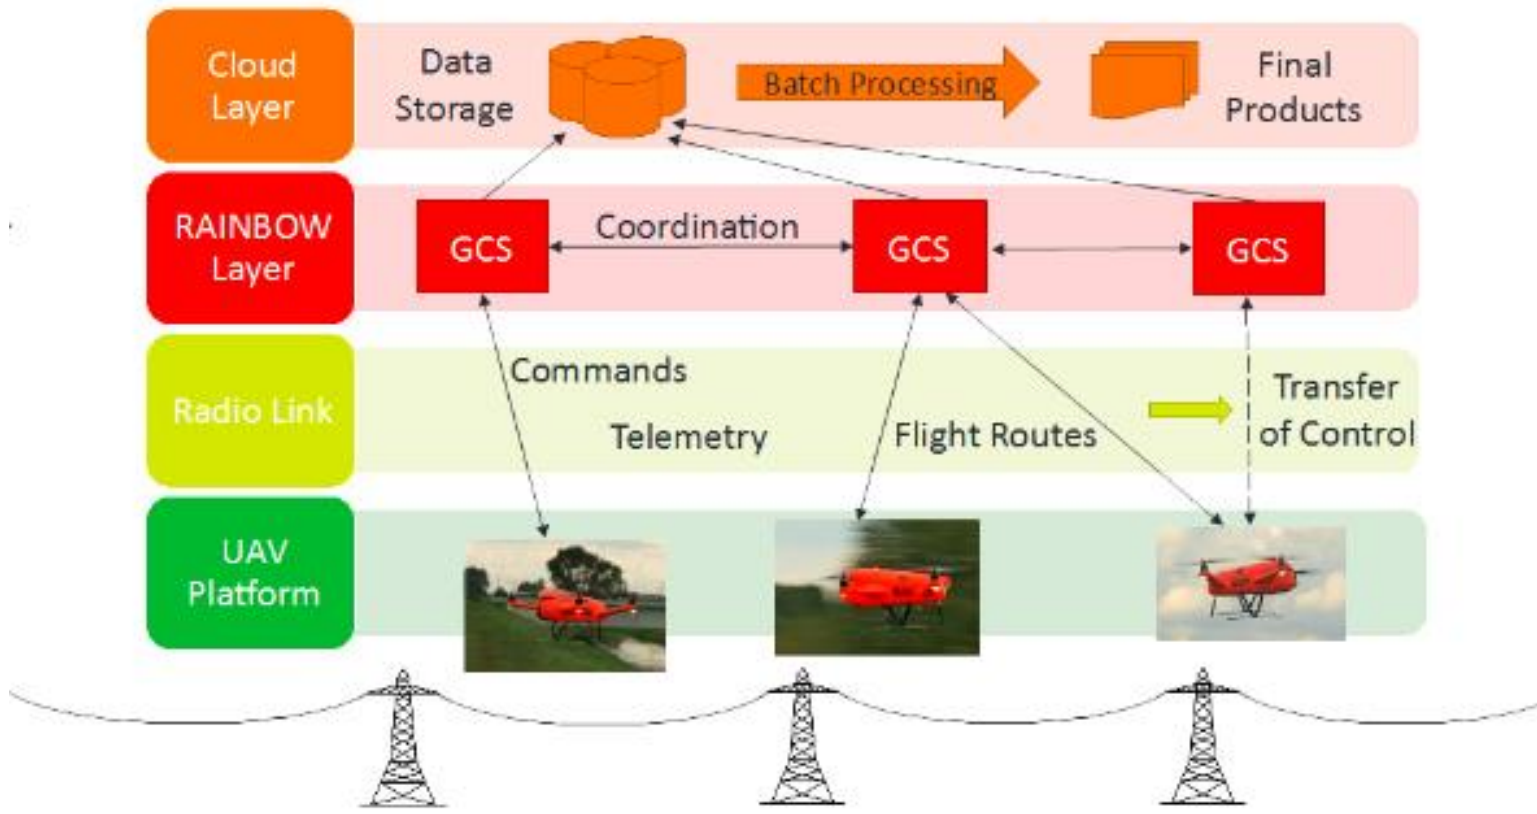 Cloud
Layer
Data
Storage
Batch Processing
Final
Products
RAINBOW
Layer
GCS
Coordination
GCS
GCS
Radio Link
Commands
Telemetry
Flight Routes
Transfer
of Control
UAV
Platform